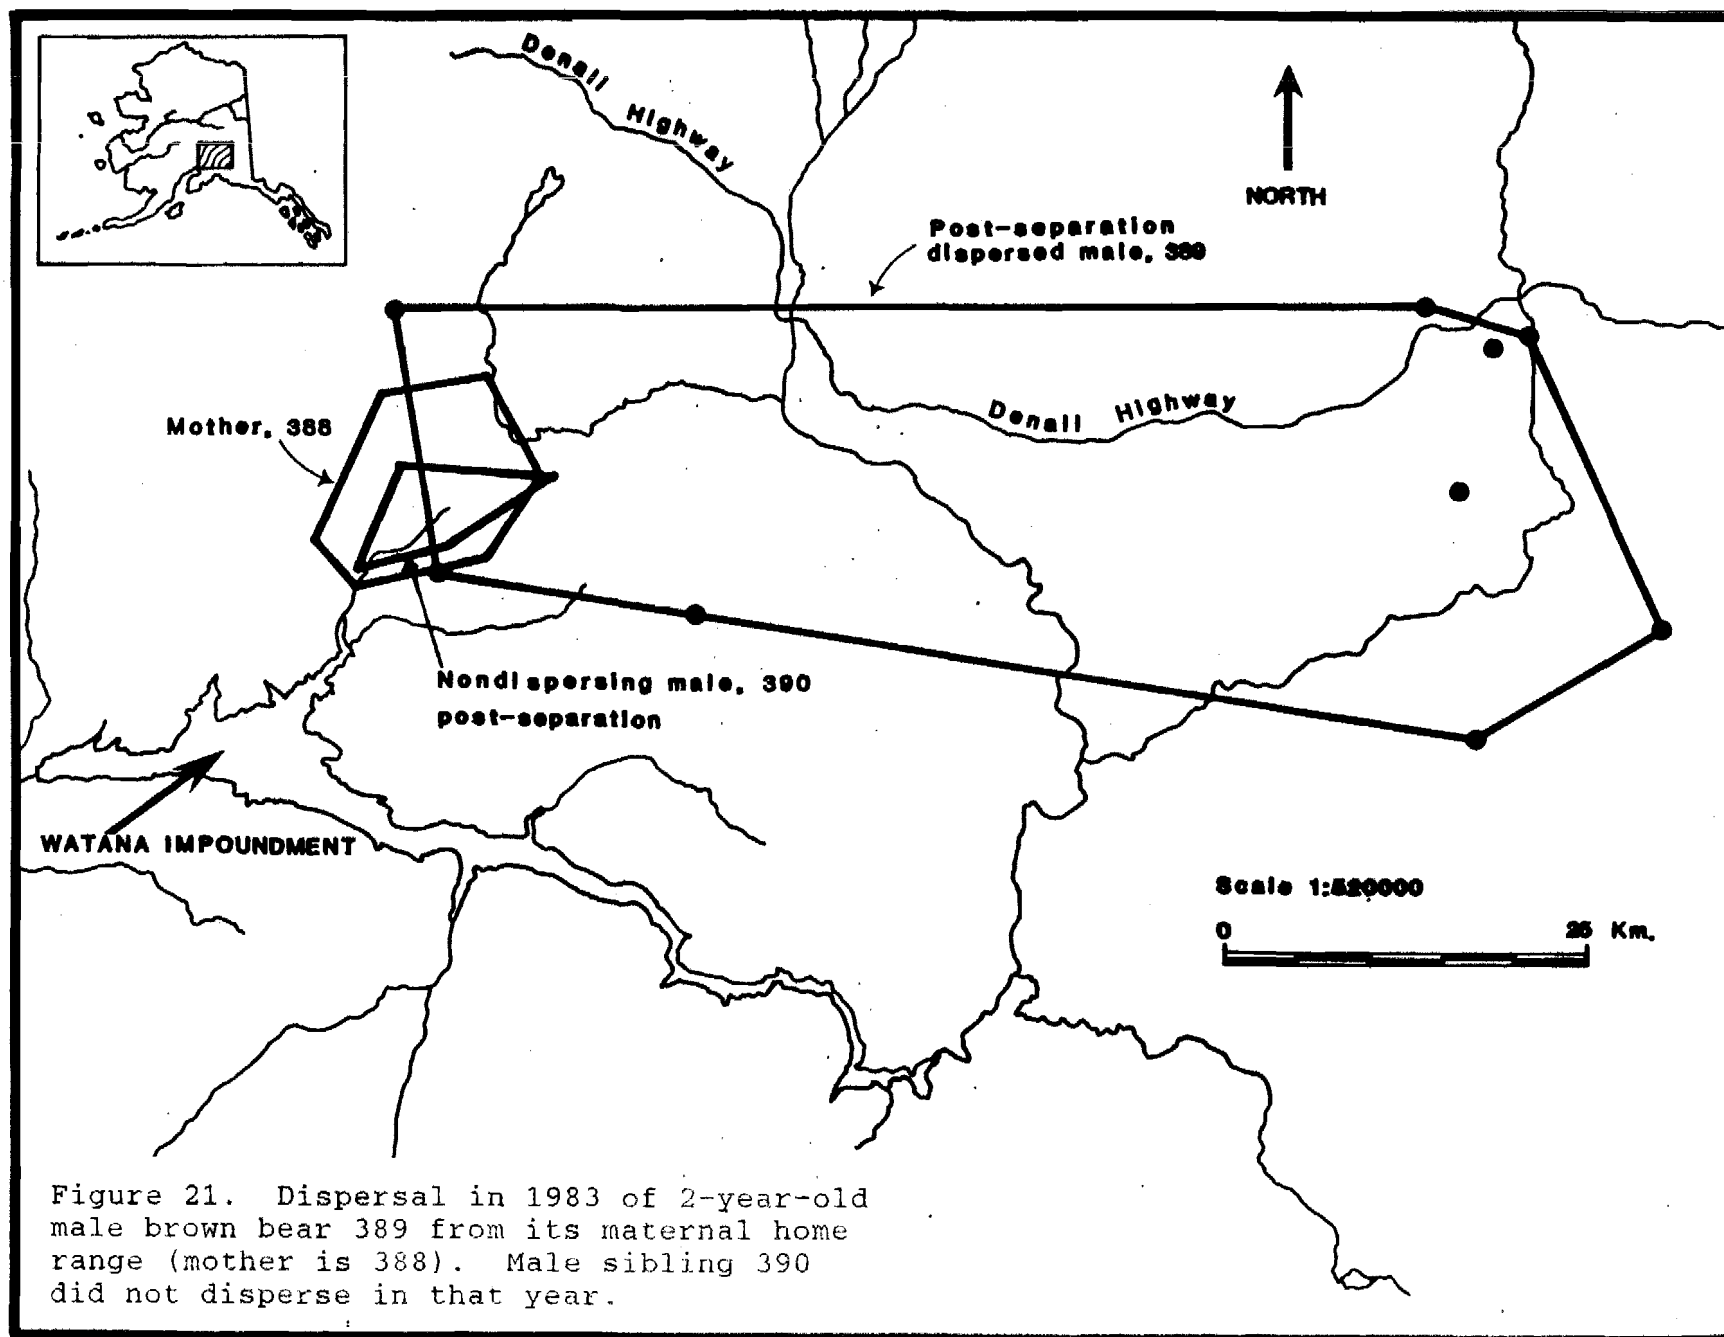 Denali Highway
NORTH
Post-separation
dispersed male, 389
Mother, 388
Denali Highway
Nondispersing male, 390
post-separation
WATANA IMPOUNDMENT
Scale 1:520000
0 25 Km.
Figure 21. Dispersal in 1983 of 2-year-old
male brown bear 389 from its maternal home
range (mother is 388). Male sibling 390
did not disperse in that year.